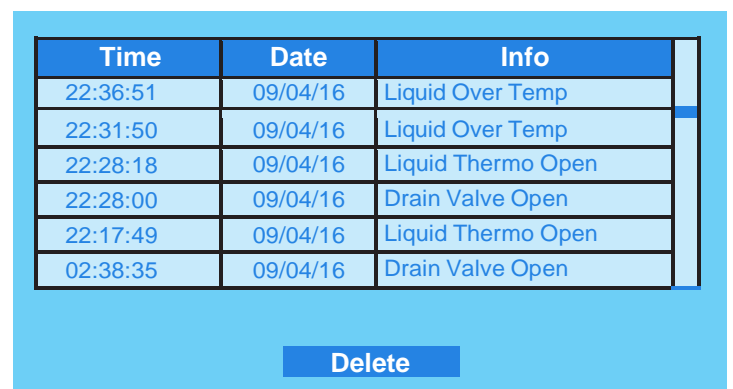 Time Date Info
22:36:51 09/04/16 Liquid Over Temp
22:31:50 09/04/16 Liquid Over Temp
22:28:18 09/04/16 Liquid Thermo Open
22:28:00 09/04/16 Drain Valve Open
22:17:49 09/04/16 Liquid Thermo Open
02:38:35 09/04/16 Drain Valve Open
Delete